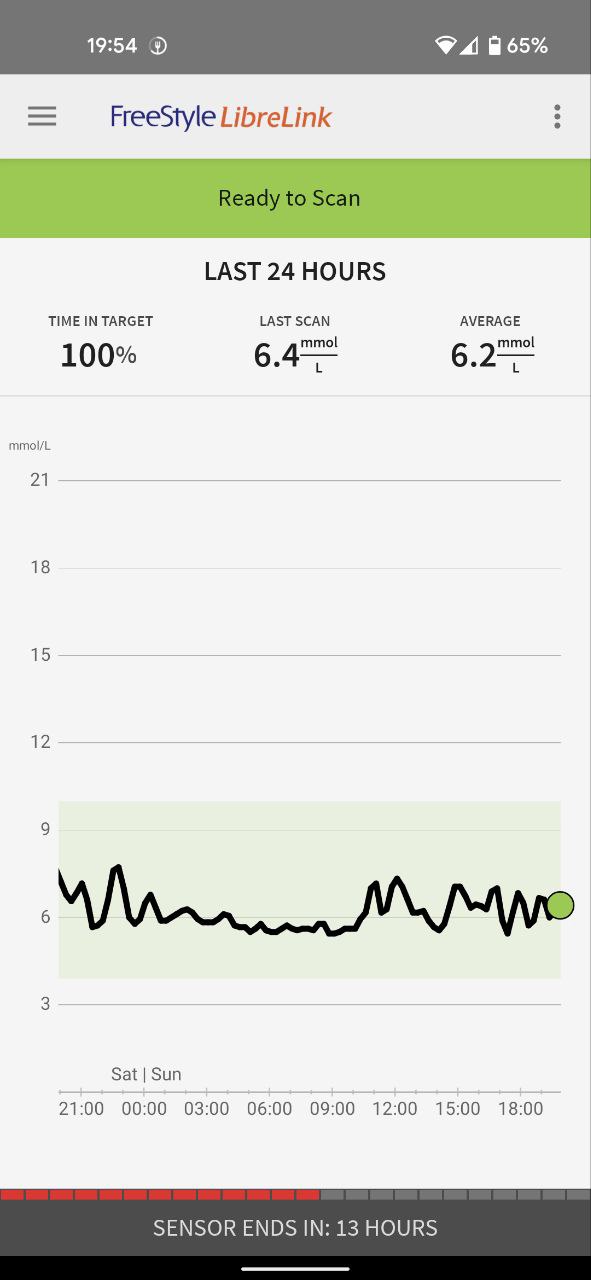 19:54 65%
FreeStyle LibreLink
Ready to Scan
LAST 24 HOURS
TIME IN TARGET LAST SCAN AVERAGE
100% 6.4 mmol/L 6.2 mmol/L
mmol/L
21
18
15
12
9
6
3
Sat | Sun
21:00 00:00 03:00 06:00 09:00 12:00 15:00 18:00
SENSOR ENDS IN: 13 HOURS